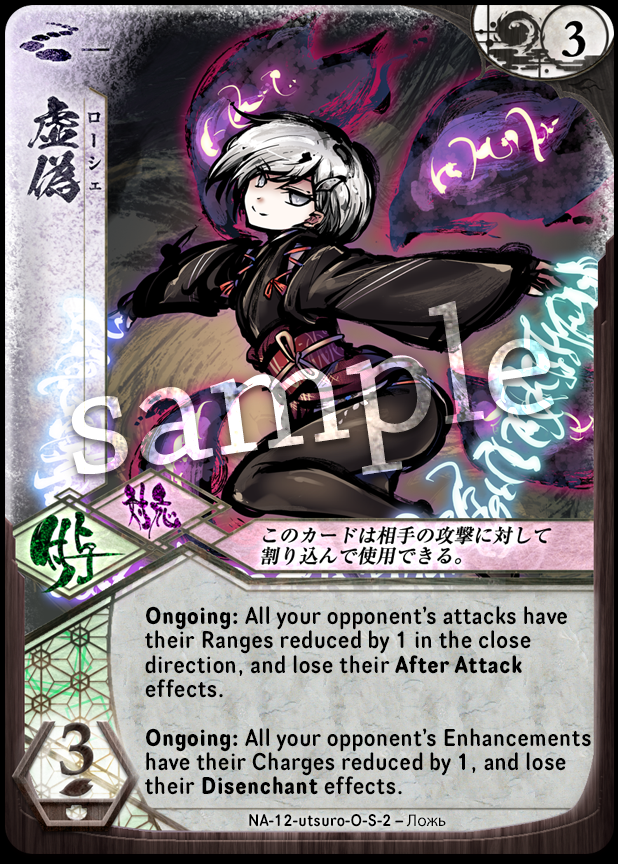 3
虚偽
ローシェ
sample
付与
対応
このカードは相手の攻撃に対して
割り込んで使用できる。
Ongoing: All your opponent's attacks have
their Ranges reduced by 1 in the close
direction, and lose their After Attack
effects.
Ongoing: All your opponent's Enhancements
have their Charges reduced by 1, and lose
their Disenchant effects.
3
NA-12-utsuro-O-S-2 – Ложь